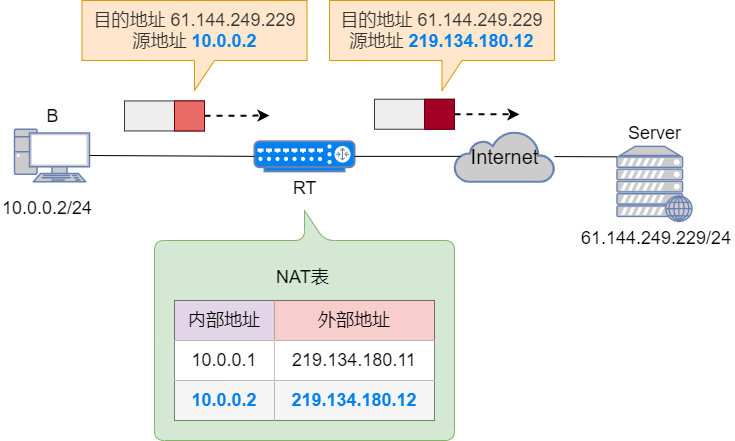 目的地址 61.144.249.229
源地址 10.0.0.2
目的地址 61.144.249.229
源地址 219.134.180.12
B
10.0.0.2/24
RT
Internet
Server
61.144.249.229/24
NAT表
内部地址 外部地址
10.0.0.1 219.134.180.11
10.0.0.2 219.134.180.12